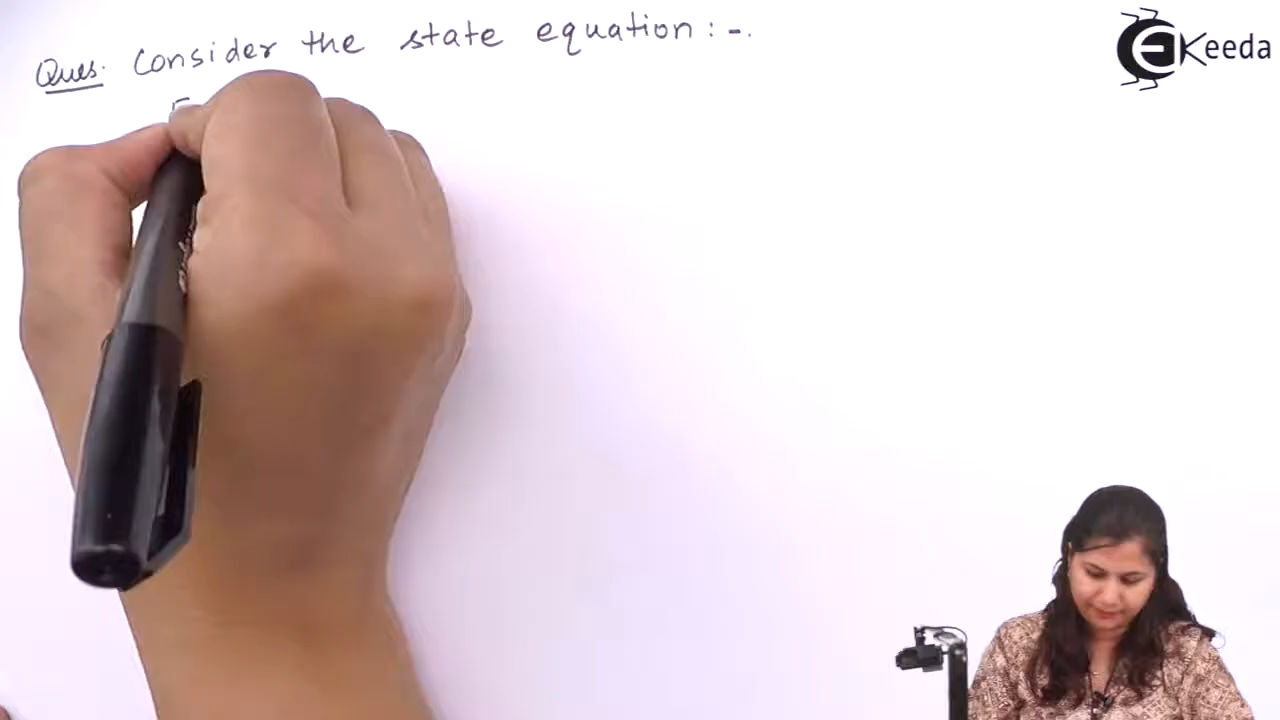 Ques. Consider the state equation : -.
EKeeda